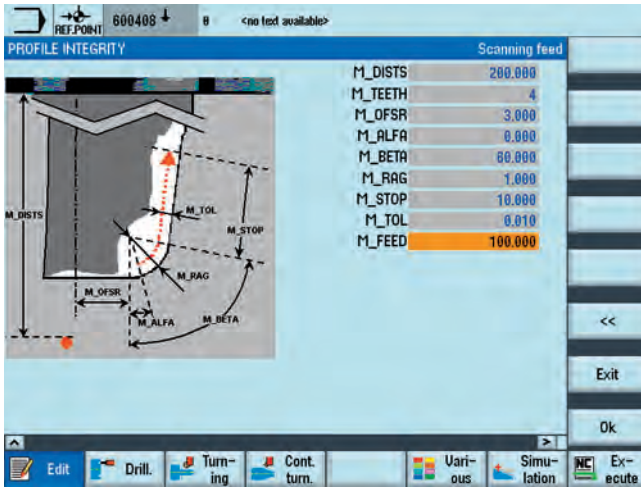 REF.POINT 600408 0 <no text available>
PROFILE INTEGRITY Scanning feed
M_DISTS 200.000
M_TEETH 4
M_OFSR 3.000
M_ALFA 0.000
M_BETA 60.000
M_RAG 1.000
M_STOP 10.000
M_TOL 0.010
M_FEED 100.000
M_DISTS
M_TOL
M_STOP
M_RAG
M_OFSR
M_ALFA
M_BETA
<<
Exit
Ok
Edit
Drill.
Turn-
ing
Cont.
turn.
Vari-
ous
Simu-
lation
NC Ex-
ecute